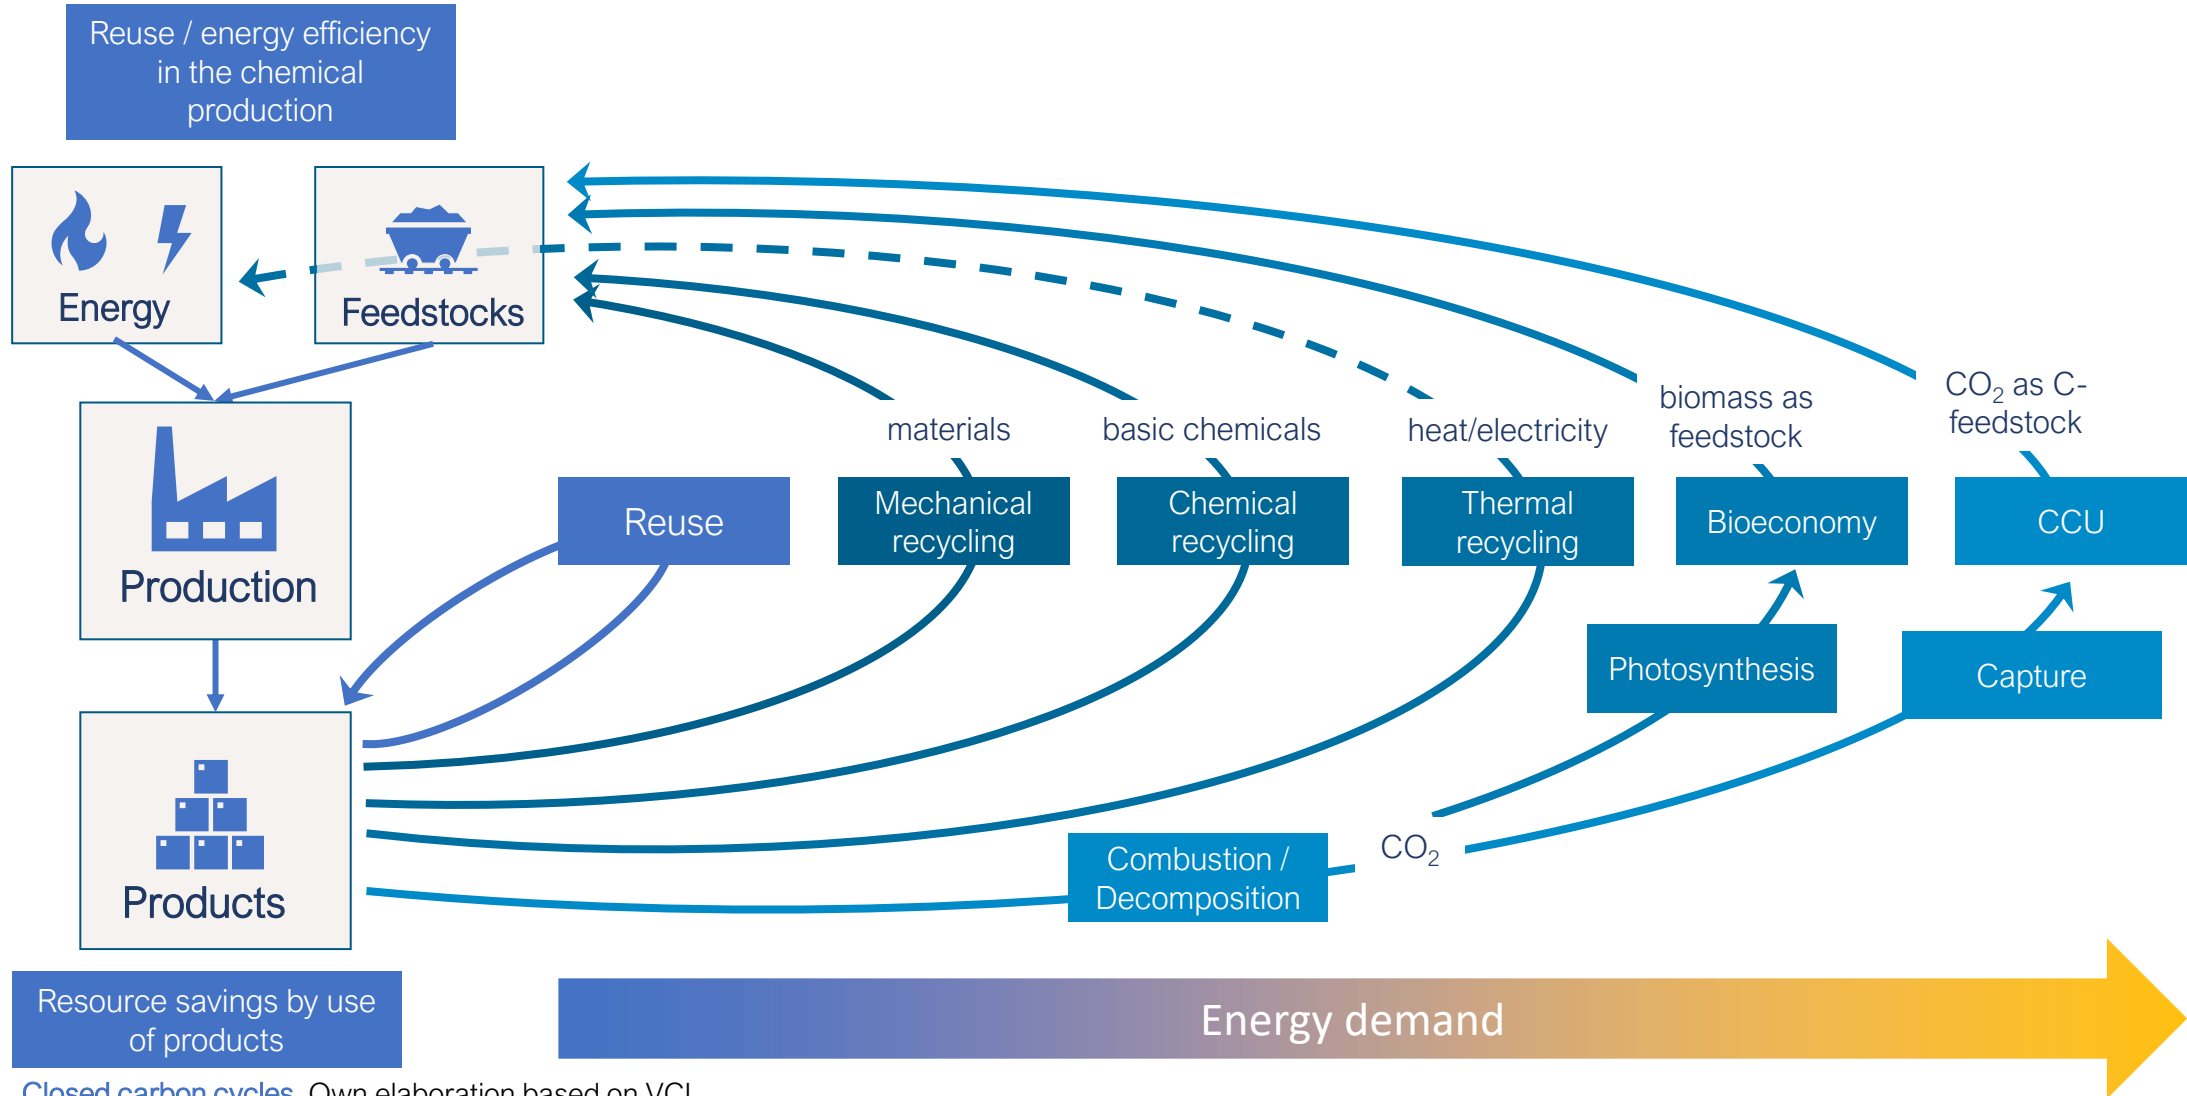 Reuse / energy efficiency
in the chemical
production
Energy
Feedstocks
materials
basic chemicals
heat/electricity
biomass as
feedstock
CO₂ as C-
feedstock
Production
Reuse
Mechanical
recycling
Chemical
recycling
Thermal
recycling
Bioeconomy
CCU
Photosynthesis
Capture
CO₂
Combustion /
Decomposition
Products
Resource savings by use
of products
Energy demand
Closed carbon cycles. Own elaboration based on VCI